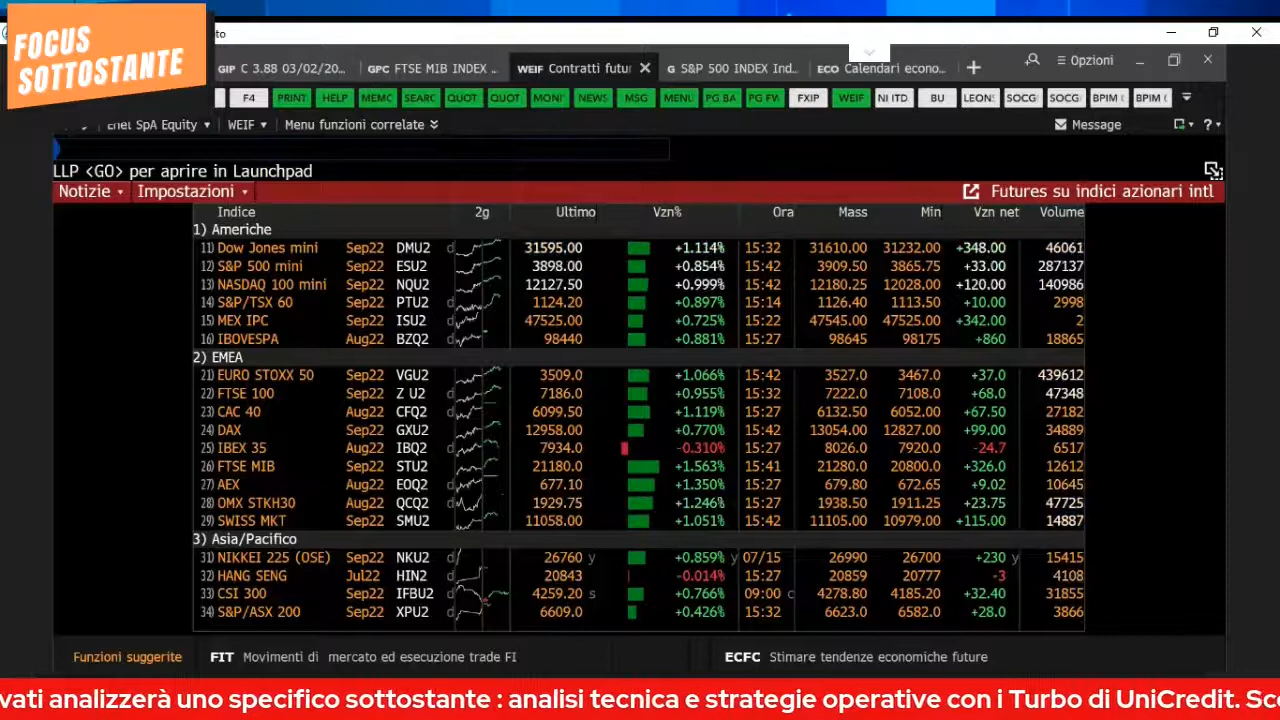 FOCUS
SOTTOSTANTE
to
GIP C 3.88 03/02/20... GPC FTSE MIB INDEX ... WEIF Contratti futur ✕ G S&P 500 INDEX Ind... ECO Calendari econo... + Opzioni
F4 PRINT HELP MEMC SEARC QUOT QUOT MONI NEWS MSG MENU PG BA PG FW FXIP WEIF NI ITD BU LEON SOCG SOCG BPIM ( BPIM (
Enel SpA Equity WEIF Menu funzioni correlate Message ?
LLP <GO> per aprire in Launchpad
Notizie Impostazioni Futures su indici azionari intl
Indice 2g Ultimo Vzn% Ora Mass Min Vzn net Volume
1) Americhe
11) Dow Jones mini Sep22 DMU2 d 31595.00 +1.114% 15:32 31610.00 31232.00 +348.00 46061
12) S&P 500 mini Sep22 ESU2 3898.00 +0.854% 15:42 3909.50 3865.75 +33.00 287137
13) NASDAQ 100 mini Sep22 NQU2 12127.50 +0.999% 15:42 12180.25 12028.00 +120.00 140986
14) S&P/TSX 60 Sep22 PTU2 d 1124.20 +0.897% 15:14 1126.40 1113.50 +10.00 2998
15) MEX IPC Sep22 ISU2 d 47525.00 +0.725% 15:22 47545.00 47525.00 +342.00 2
16) IBOVESPA Aug22 BZQ2 d 98440 +0.881% 15:27 98645 98175 +860 18865
2) EMEA
21) EURO STOXX 50 Sep22 VGU2 3509.0 +1.066% 15:42 3527.0 3467.0 +37.0 439612
22) FTSE 100 Sep22 Z U2 d 7186.0 +0.955% 15:32 7222.0 7108.0 +68.0 47348
23) CAC 40 Aug22 CFQ2 d 6099.50 +1.119% 15:27 6132.50 6052.00 +67.50 27182
24) DAX Sep22 GXU2 12958.00 +0.770% 15:42 13054.00 12827.00 +99.00 34889
25) IBEX 35 Aug22 IBQ2 d 7934.0 -0.310% 15:27 8026.0 7920.0 -24.7 6517
26) FTSE MIB Sep22 STU2 21180.0 +1.563% 15:41 21280.0 20800.0 +326.0 12612
27) AEX Aug22 EOQ2 d 677.10 +1.350% 15:27 679.80 672.65 +9.02 10645
28) OMX STKH30 Aug22 QCQ2 d 1929.75 +1.246% 15:27 1938.50 1911.25 +23.75 47725
29) SWISS MKT Sep22 SMU2 11058.00 +1.051% 15:42 11105.00 10979.00 +115.00 14887
3) Asia/Pacifico
31) NIKKEI 225 (OSE) Sep22 NKU2 d 26760 y +0.859% y 07/15 26990 26700 +230 y 15415
32) HANG SENG Jul22 HIN2 d 20843 -0.014% 15:27 20859 20777 -3 4108
33) CSI 300 Sep22 IFBU2 d 4259.20 s +0.766% 09:00 c 4278.80 4185.20 +32.40 31855
34) S&P/ASX 200 Sep22 XPU2 d 6609.0 +0.426% 15:32 6623.0 6582.0 +28.0 3866
Funzioni suggerite FIT Movimenti di mercato ed esecuzione trade FI ECFC Stimare tendenze economiche future
vati analizzerà uno specifico sottostante : analisi tecnica e strategie operative con i Turbo di UniCredit. Sc